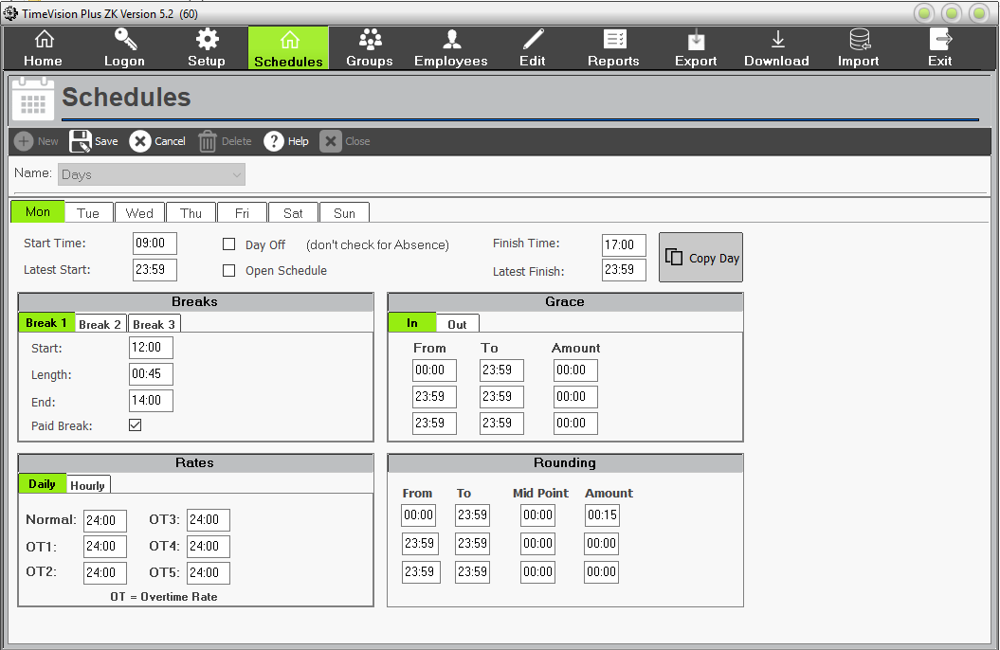 TimeVision Plus ZK Version 5.2 (60)
Home Logon Setup Schedules Groups Employees Edit Reports Export Download Import Exit
Schedules
New Save Cancel Delete Help Close
Name: Days
Mon Tue Wed Thu Fri Sat Sun
Start Time: 09:00 Day Off (don't check for Absence) Finish Time: 17:00
Latest Start: 23:59 Open Schedule Latest Finish: 23:59
Copy Day
Breaks
Break 1 Break 2 Break 3
Start: 12:00
Length: 00:45
End: 14:00
Paid Break:
Grace
In Out
From To Amount
00:00 23:59 00:00
23:59 23:59 00:00
23:59 23:59 00:00
Rates
Daily Hourly
Normal: 24:00 OT3: 24:00
OT1: 24:00 OT4: 24:00
OT2: 24:00 OT5: 24:00
OT = Overtime Rate
Rounding
From To Mid Point Amount
00:00 23:59 00:00 00:15
23:59 23:59 00:00 00:00
23:59 23:59 00:00 00:00